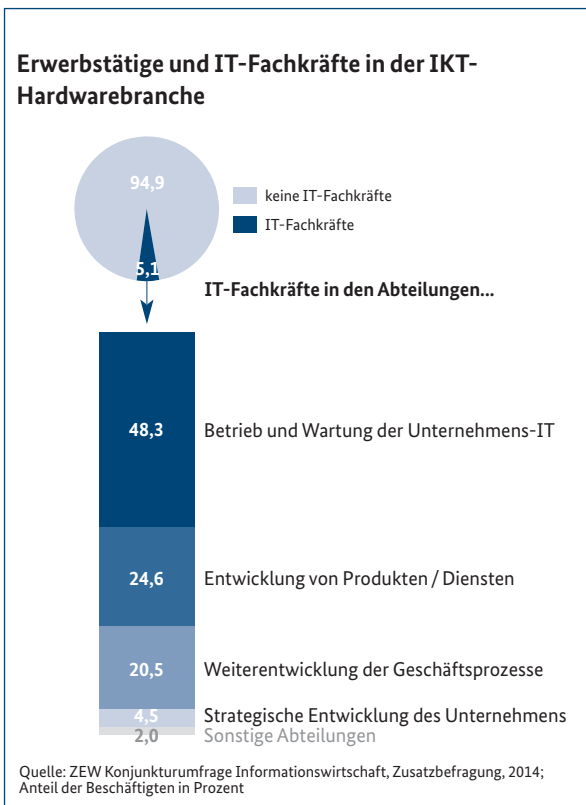 Erwerbstätige und IT-Fachkräfte in der IKT-
Hardwarebranche
94,9
keine IT-Fachkräfte
IT-Fachkräfte
5,1
IT-Fachkräfte in den Abteilungen...
48,3 Betrieb und Wartung der Unternehmens-IT
24,6 Entwicklung von Produkten / Diensten
20,5 Weiterentwicklung der Geschäftsprozesse
4,5 Strategische Entwicklung des Unternehmens
2,0 Sonstige Abteilungen
Quelle: ZEW Konjunkturumfrage Informationswirtschaft, Zusatzbefragung, 2014;
Anteil der Beschäftigten in Prozent